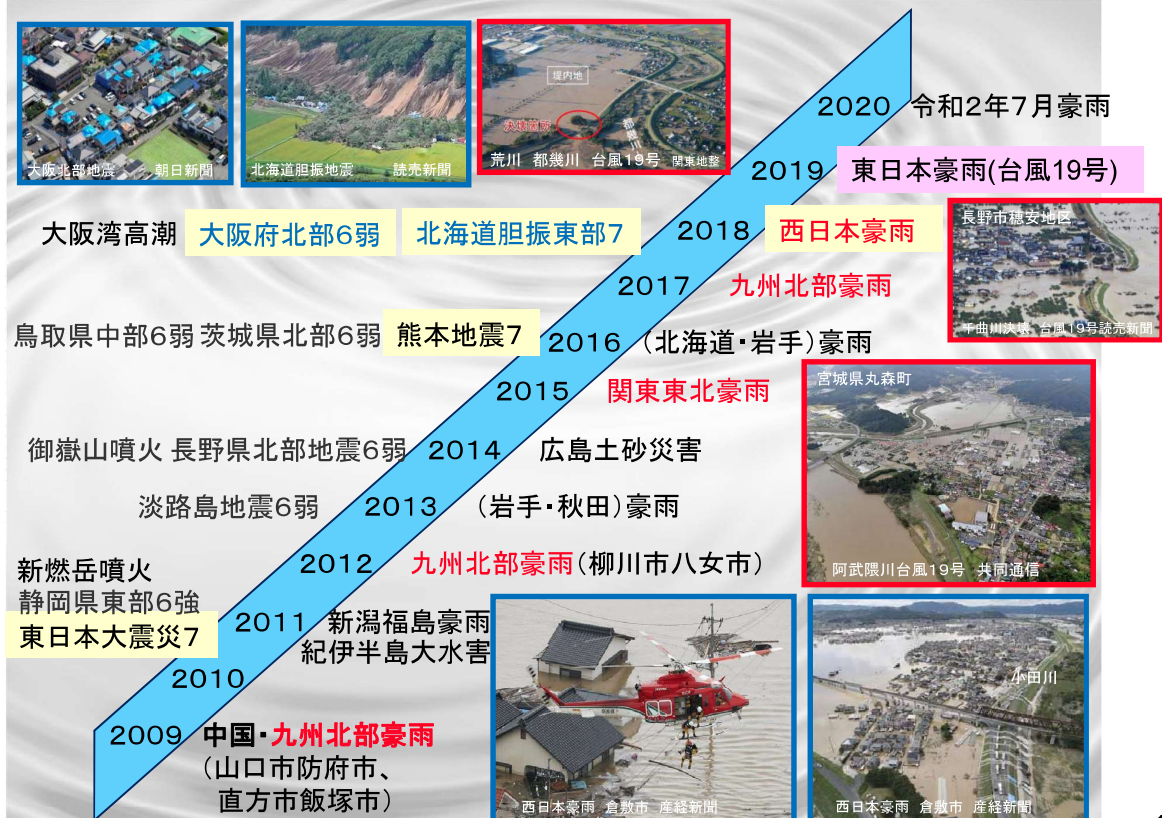 大阪北部地震 朝日新聞
北海道胆振地震 読売新聞
堤内地
決壊箇所
都幾川
荒川 都幾川 台風19号 関東地整
2020 令和2年7月豪雨
2019 東日本豪雨(台風19号)
大阪湾高潮 大阪府北部6弱 北海道胆振東部7 2018 西日本豪雨
長野市穂安地区
千曲川決壊 台風19号読売新聞
2017 九州北部豪雨
鳥取県中部6弱 茨城県北部6弱 熊本地震7 2016 (北海道・岩手)豪雨
2015 関東東北豪雨
宮城県丸森町
阿武隈川台風19号 共同通信
御嶽山噴火 長野県北部地震6弱 2014 広島土砂災害
淡路島地震6弱 2013 (岩手・秋田)豪雨
2012 九州北部豪雨(柳川市八女市)
新燃岳噴火
静岡県東部6強
東日本大震災7
2011 新潟福島豪雨
紀伊半島大水害
2010
2009 中国・九州北部豪雨
(山口市防府市、
直方市飯塚市)
西日本豪雨 倉敷市 産経新聞
小田川
西日本豪雨 倉敷市 産経新聞